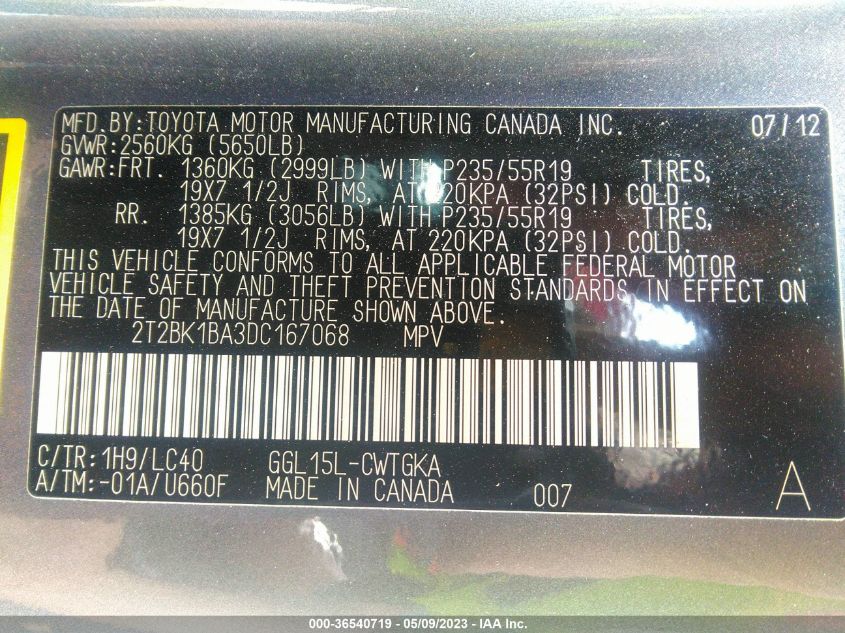 MFD.BY:TOYOTA MOTOR MANUFACTURING CANADA INC. 07/12
GVWR:2560KG (5650LB)
GAWR:FRT. 1360KG (2999LB) WITH P235/55R19 TIRES,
19X7 1/2J RIMS, AT 220KPA (32PSI) COLD.
RR. 1385KG (3056LB) WITH P235/55R19 TIRES,
19X7 1/2J RIMS, AT 220KPA (32PSI) COLD.
THIS VEHICLE CONFORMS TO ALL APPLICABLE FEDERAL MOTOR
VEHICLE SAFETY AND THEFT PREVENTION STANDARDS IN EFFECT ON
THE DATE OF MANUFACTURE SHOWN ABOVE.
2T2BK1BA3DC167068 MPV
C/TR:1H9/LC40 GGL15L-CWTGKA
A/TM:-01A/U660F MADE IN CANADA 007 A
000-36540719 / 05/09/2023 - IAA Inc.